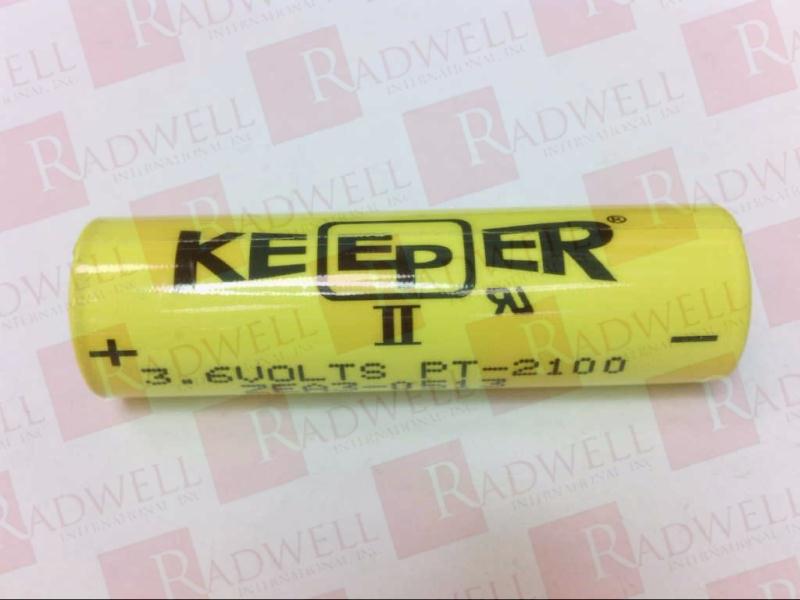 KEEPER®
II
+ −
3.6VOLTS PT-2100
RADWELL
INTERNATIONAL, INC